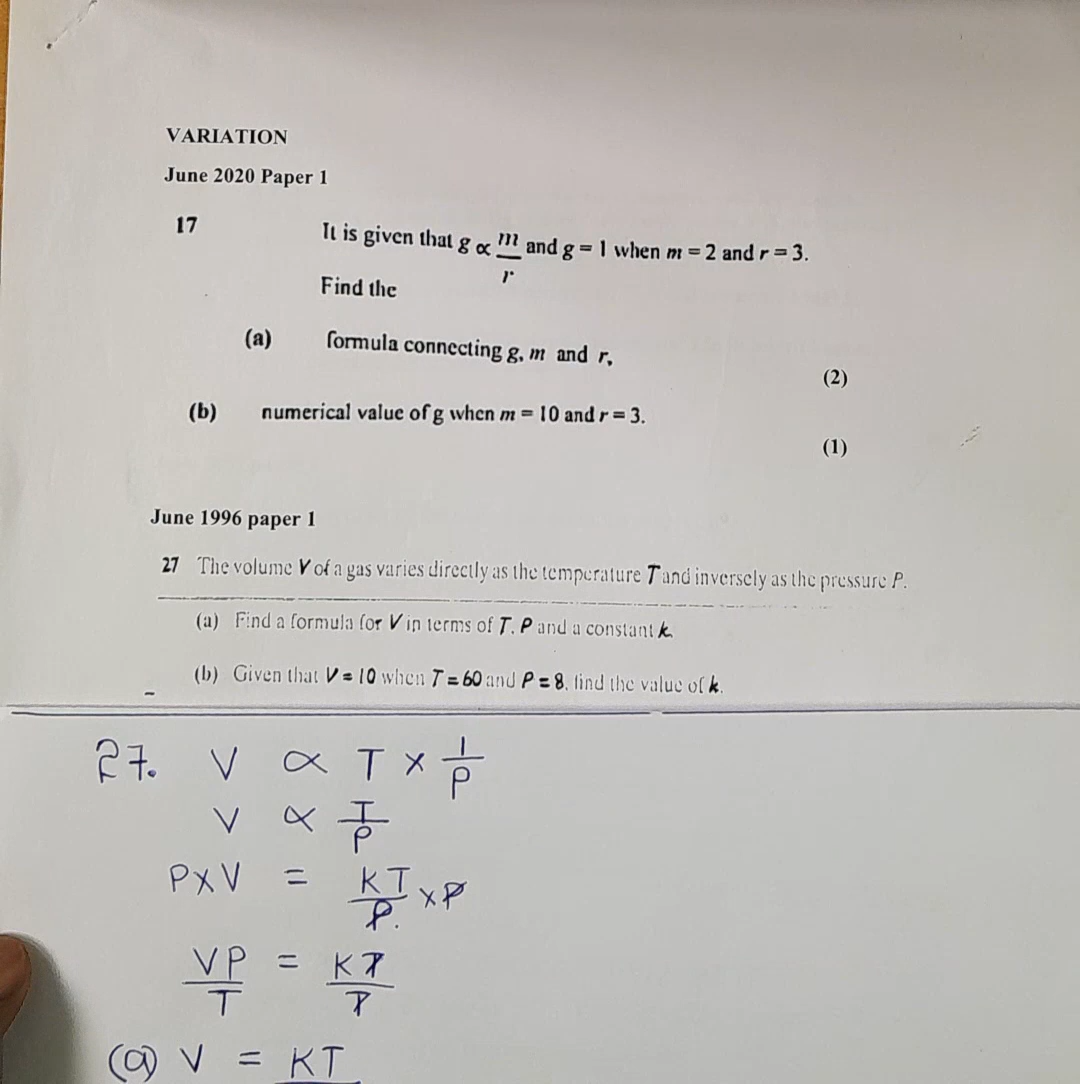 VARIATION
June 2020 Paper 1
17 It is given that g ∝ m/r and g = 1 when m = 2 and r = 3.
Find the
(a) formula connecting g, m and r,
(2)
(b) numerical value of g when m = 10 and r = 3.
(1)
June 1996 paper 1
27 The volume V of a gas varies directly as the temperature T and inversely as the pressure P.
(a) Find a formula for V in terms of T, P and a constant k.
(b) Given that V = 10 when T = 60 and P = 8, find the value of k.
27. V ∝ T × 1/P
V ∝ T/P
P×V = KT/P. × P
VP/T = KT/T
(a) V = KT